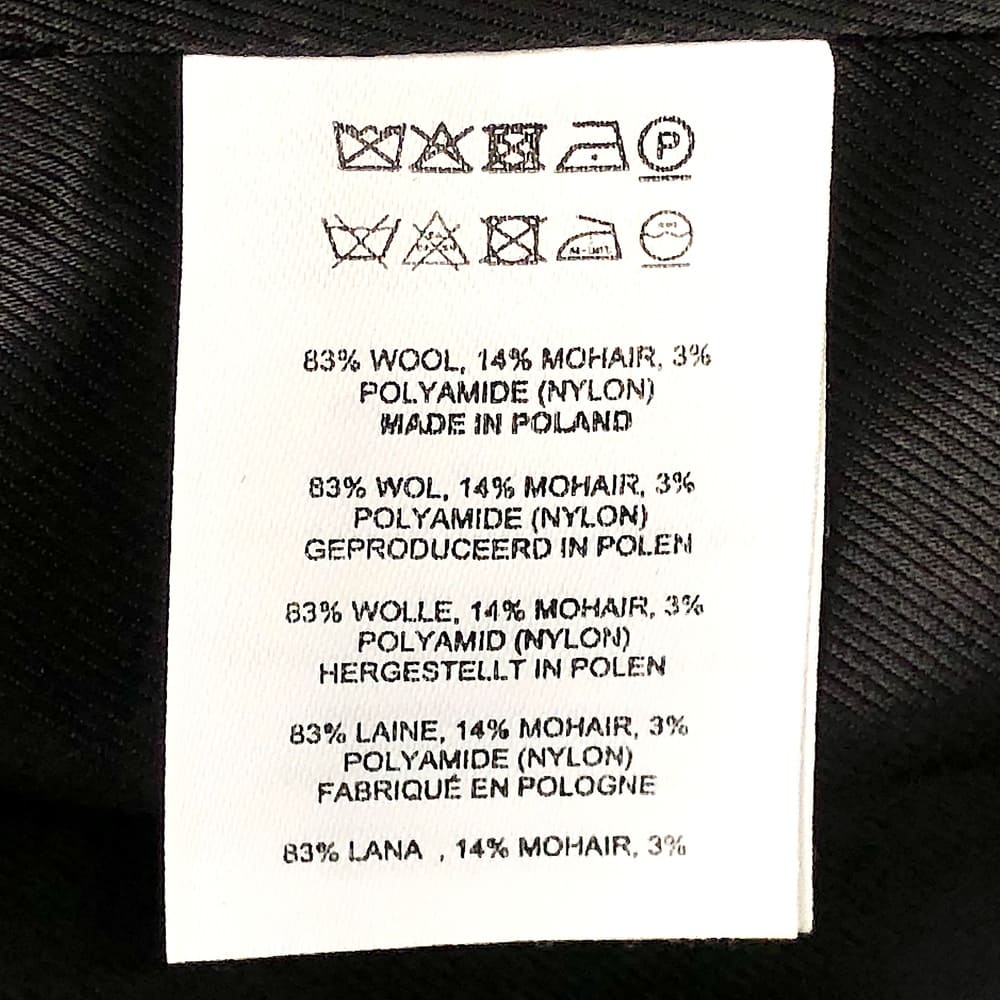 P
83% WOOL, 14% MOHAIR, 3%
POLYAMIDE (NYLON)
MADE IN POLAND
83% WOL, 14% MOHAIR, 3%
POLYAMIDE (NYLON)
GEPRODUCEERD IN POLEN
83% WOLLE, 14% MOHAIR, 3%
POLYAMID (NYLON)
HERGESTELLT IN POLEN
83% LAINE, 14% MOHAIR, 3%
POLYAMIDE (NYLON)
FABRIQUÉ EN POLOGNE
83% LANA , 14% MOHAIR, 3%